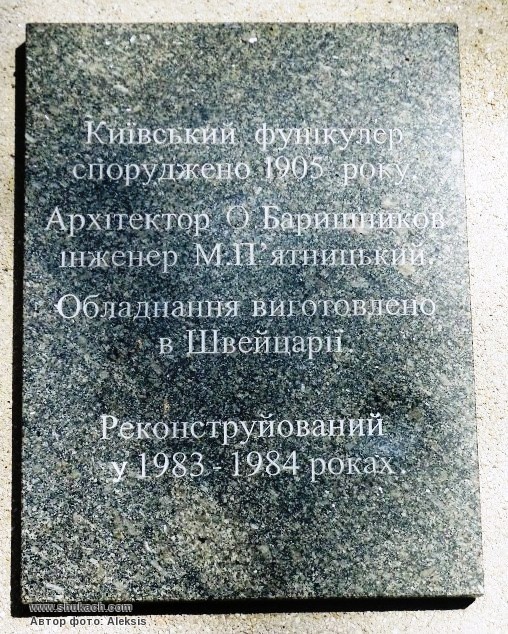 Київський фунікулер
споруджено 1905 року.
Архітектор О.Баришніков
інженер М.П'ятницький.
Обладнання виготовлено
в Швейцарії.
Реконструйований
у 1983-1984 роках.
www.shukach.com
Автор фото: Aleksis